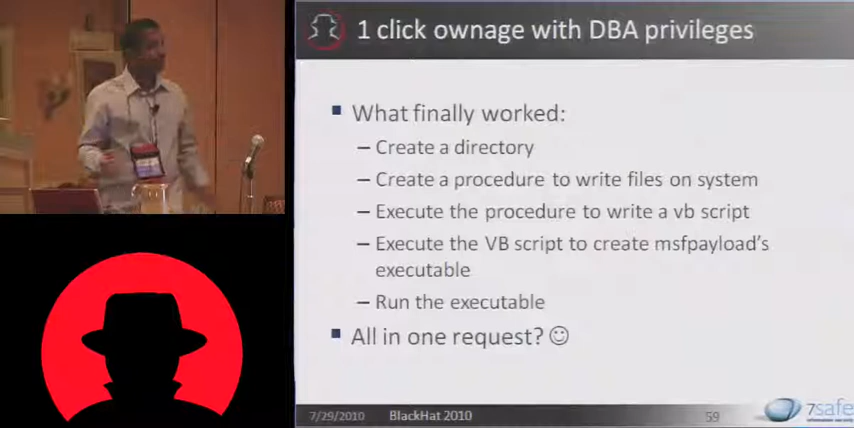 1 click ownage with DBA privileges
What finally worked:
– Create a directory
– Create a procedure to write files on system
– Execute the procedure to write a vb script
– Execute the VB script to create msfpayload's
executable
– Run the executable
All in one request? ☺
7/29/2010 BlackHat 2010 59
7safe